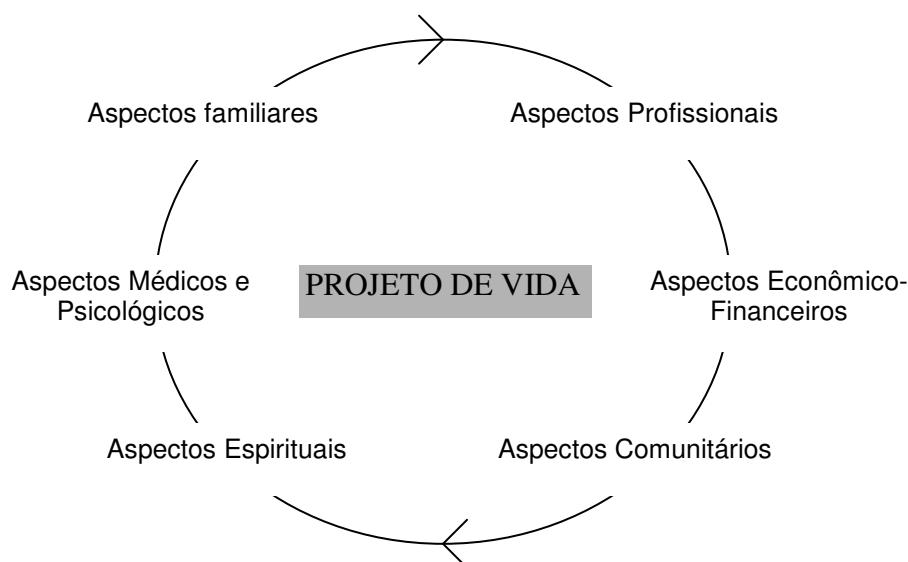 Aspectos familiares
Aspectos Profissionais
Aspectos Médicos e
Psicológicos
PROJETO DE VIDA
Aspectos Econômico-
Financeiros
Aspectos Espirituais
Aspectos Comunitários